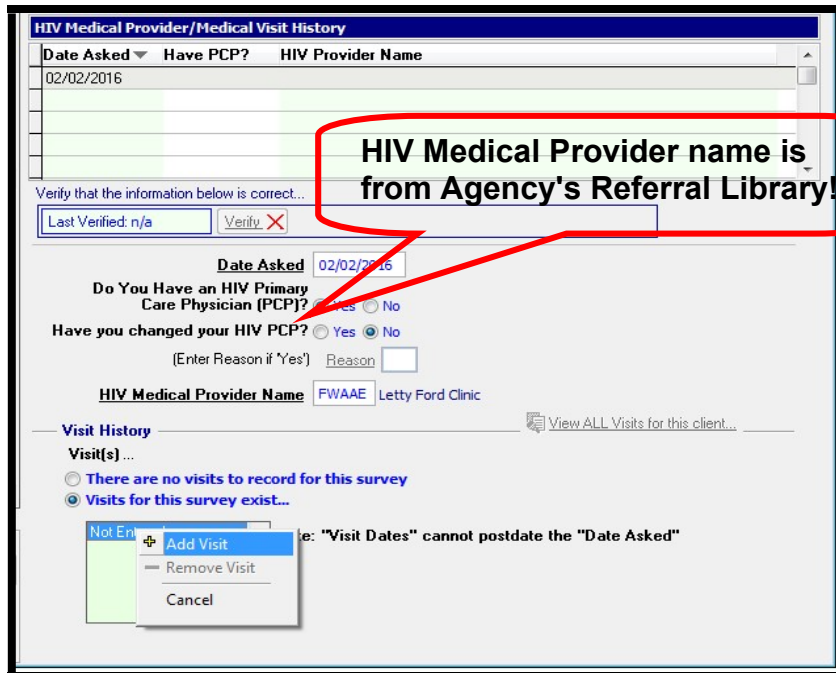 HIV Medical Provider/Medical Visit History
Date Asked Have PCP? HIV Provider Name
02/02/2016
HIV Medical Provider name is
from Agency's Referral Library!
Verify that the information below is correct...
Last Verified: n/a Verify
Date Asked 02/02/2016
Do You Have an HIV Primary
Care Physician (PCP)? Yes No
Have you changed your HIV PCP? Yes No
(Enter Reason if 'Yes') Reason
HIV Medical Provider Name FWAAE Letty Ford Clinic
View ALL Visits for this client...
Visit History
Visit(s) ...
There are no visits to record for this survey
Visits for this survey exist...
Not "Visit Dates" cannot postdate the "Date Asked"
Add Visit
Remove Visit
Cancel